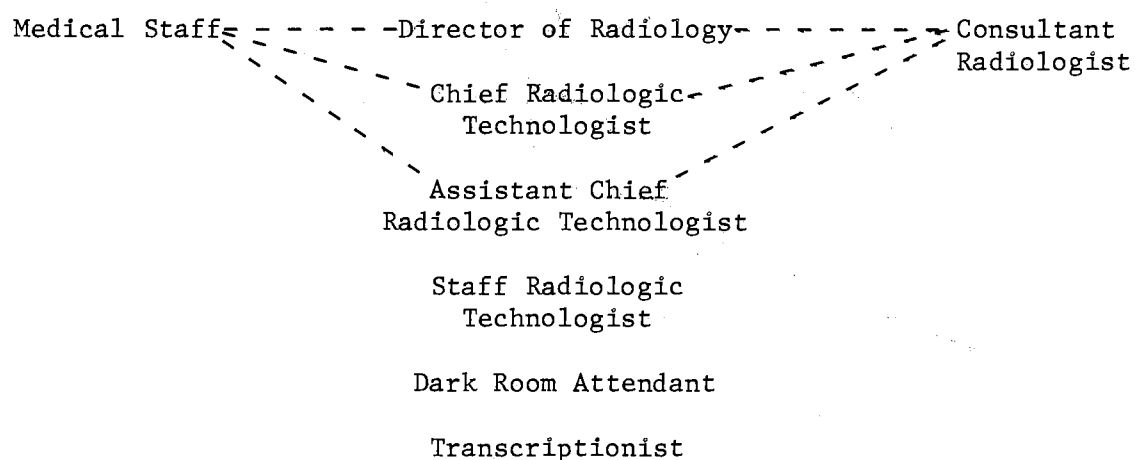 Medical Staff Director of Radiology Consultant
Radiologist
Chief Radiologic
Technologist
Assistant Chief
Radiologic Technologist
Staff Radiologic
Technologist
Dark Room Attendant
Transcriptionist